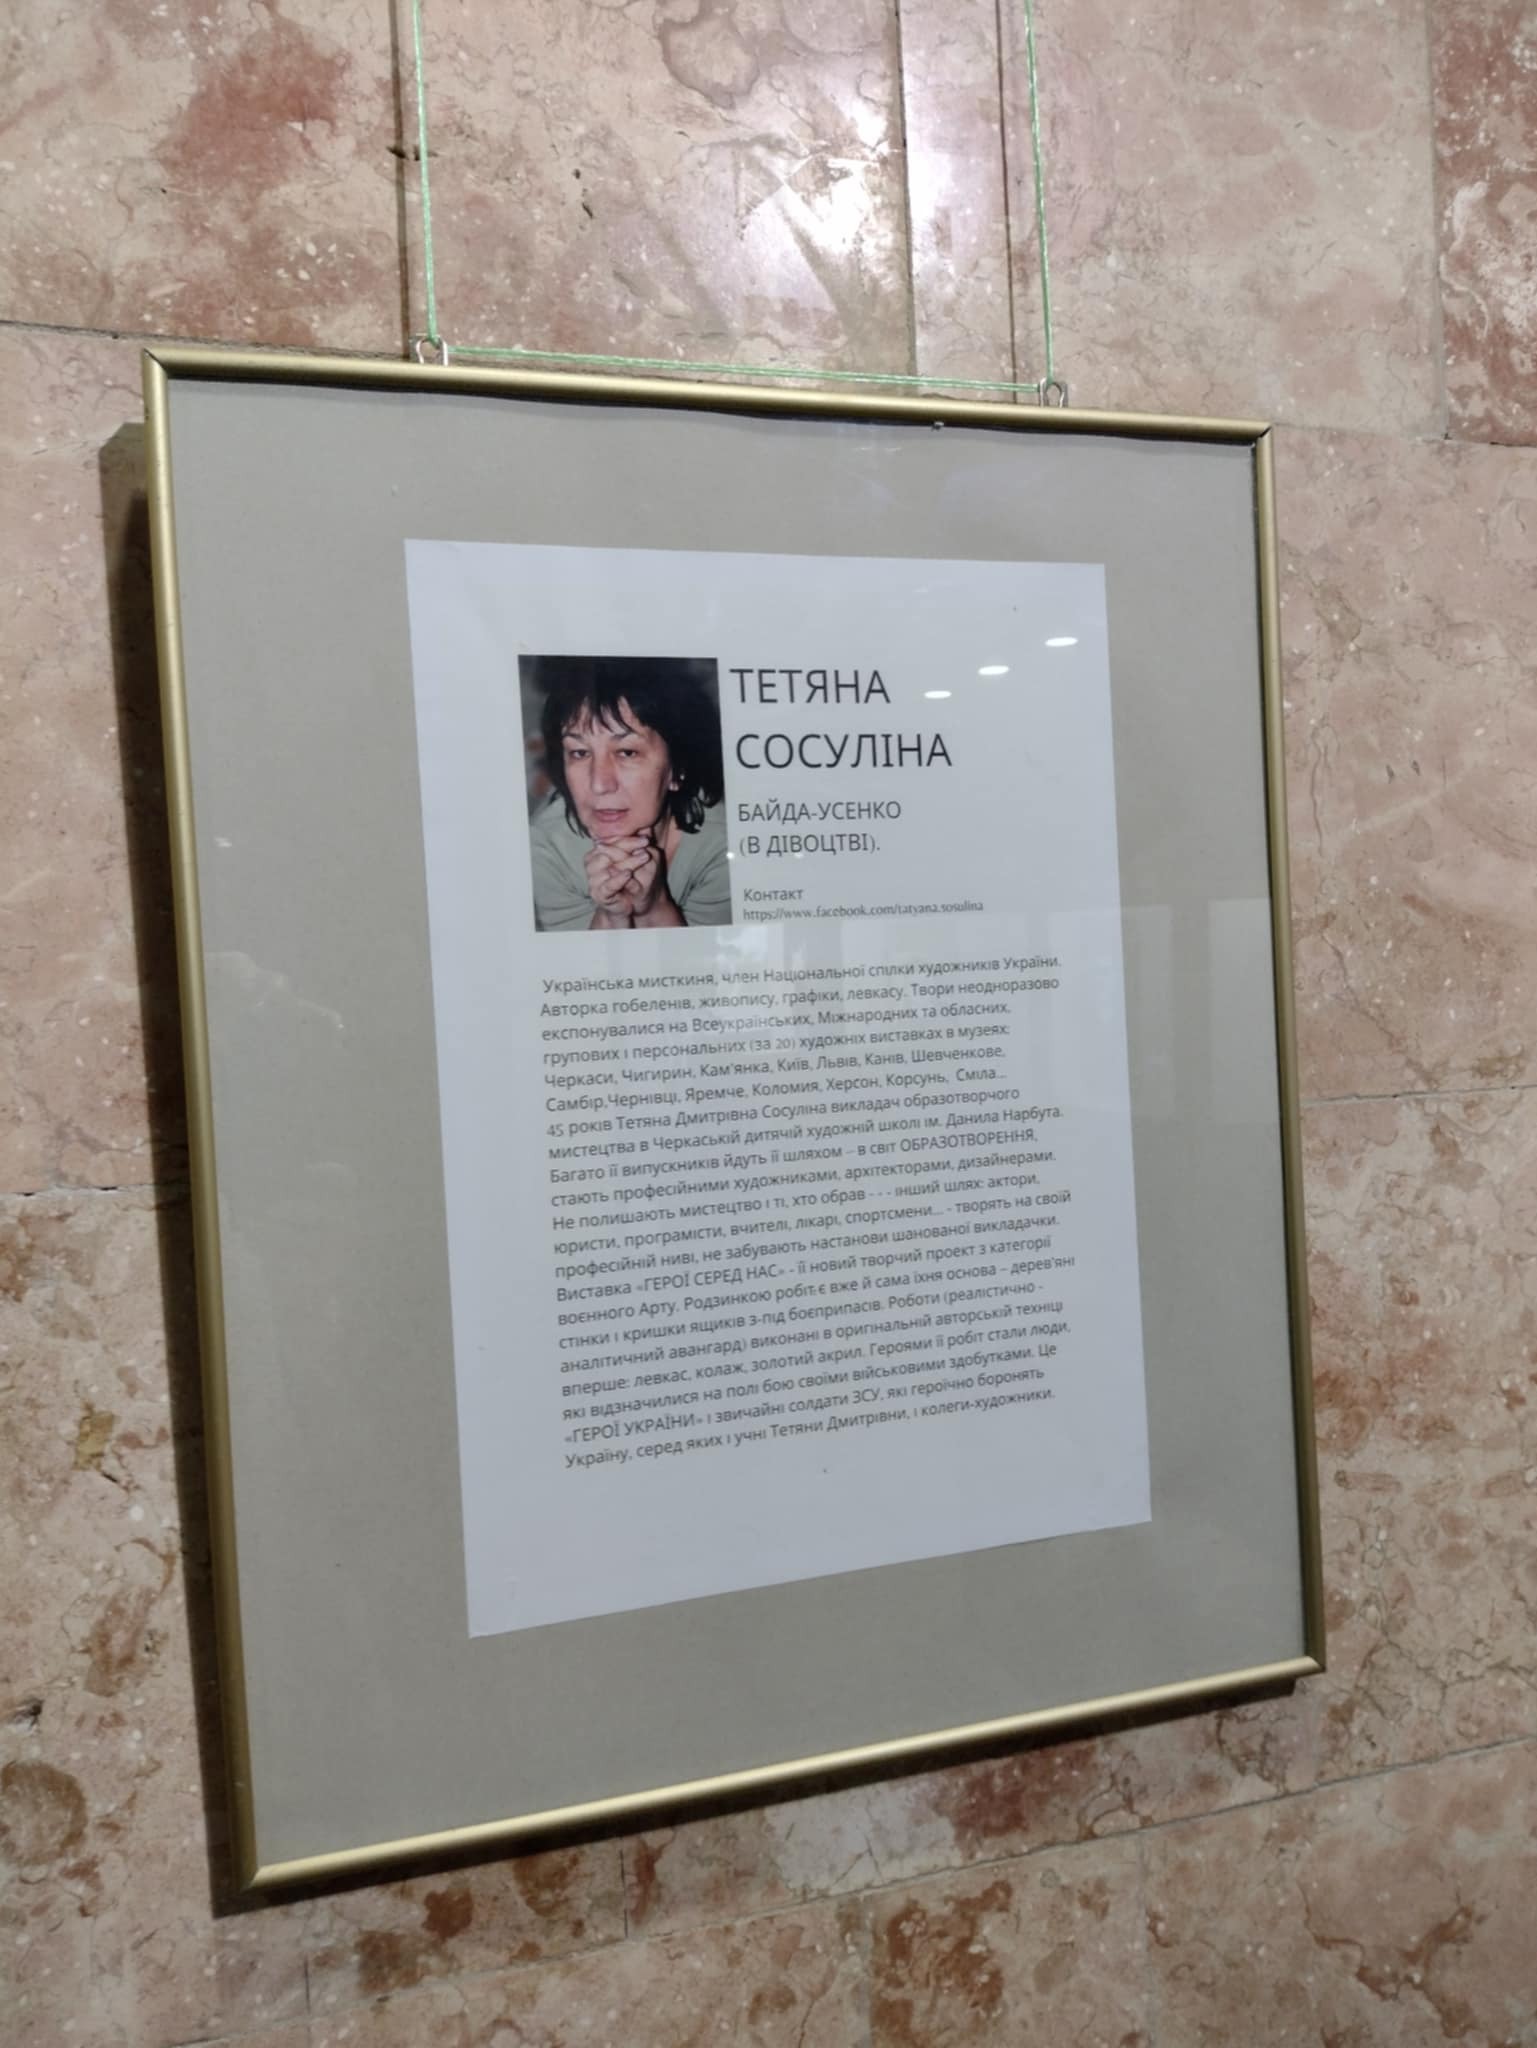 ТЕТЯНА
СОСУЛІНА
БАЙДА-УСЕНКО
(В ДІВОЦТВІ).
Контакт
https://www.facebook.com/tatyana.sosulina
Українська мисткиня, член Національної спілки художників України.
Авторка гобеленів, живопису, графіки, левкасу. Твори неодноразово
експонувалися на Всеукраїнських, Міжнародних та обласних,
групових і персональних (за 20) художніх виставках в музеях:
Черкаси, Чигирин, Кам'янка, Київ, Львів, Канів, Шевченкове,
Самбір,Чернівці, Яремче, Коломия, Херсон, Корсунь, Сміла...
45 років Тетяна Дмитрівна Сосуліна викладач образотворчого
мистецтва в Черкаській дитячій художній школі ім. Данила Нарбута.
Багато її випускників йдуть її шляхом – в світ ОБРАЗОТВОРЕННЯ,
стають професійними художниками, архітекторами, дизайнерами.
Не полишають мистецтво і ті, хто обрав - - - інший шлях: актори,
юристи, програмісти, вчителі, лікарі, спортсмени... - творять на своїй
професійній ниві, не забувають настанови шанованої викладачки.
Виставка «ГЕРОЇ СЕРЕД НАС» - її новий творчий проект з категорії
воєнного Арту. Родзинкою робіт є вже й сама їхня основа – дерев'яні
стінки і кришки ящиків з-під боєприпасів. Роботи (реалістично -
аналітичний авангард) виконані в оригінальній авторській техніці
вперше: левкас, колаж, золотий акрил. Героями її робіт стали люди,
які відзначилися на полі бою своїми військовими здобутками. Це
«ГЕРОЇ УКРАЇНИ» і звичайні солдати ЗСУ, які героїчно боронять
Україну, серед яких і учні Тетяни Дмитрівни, і колеги-художники.